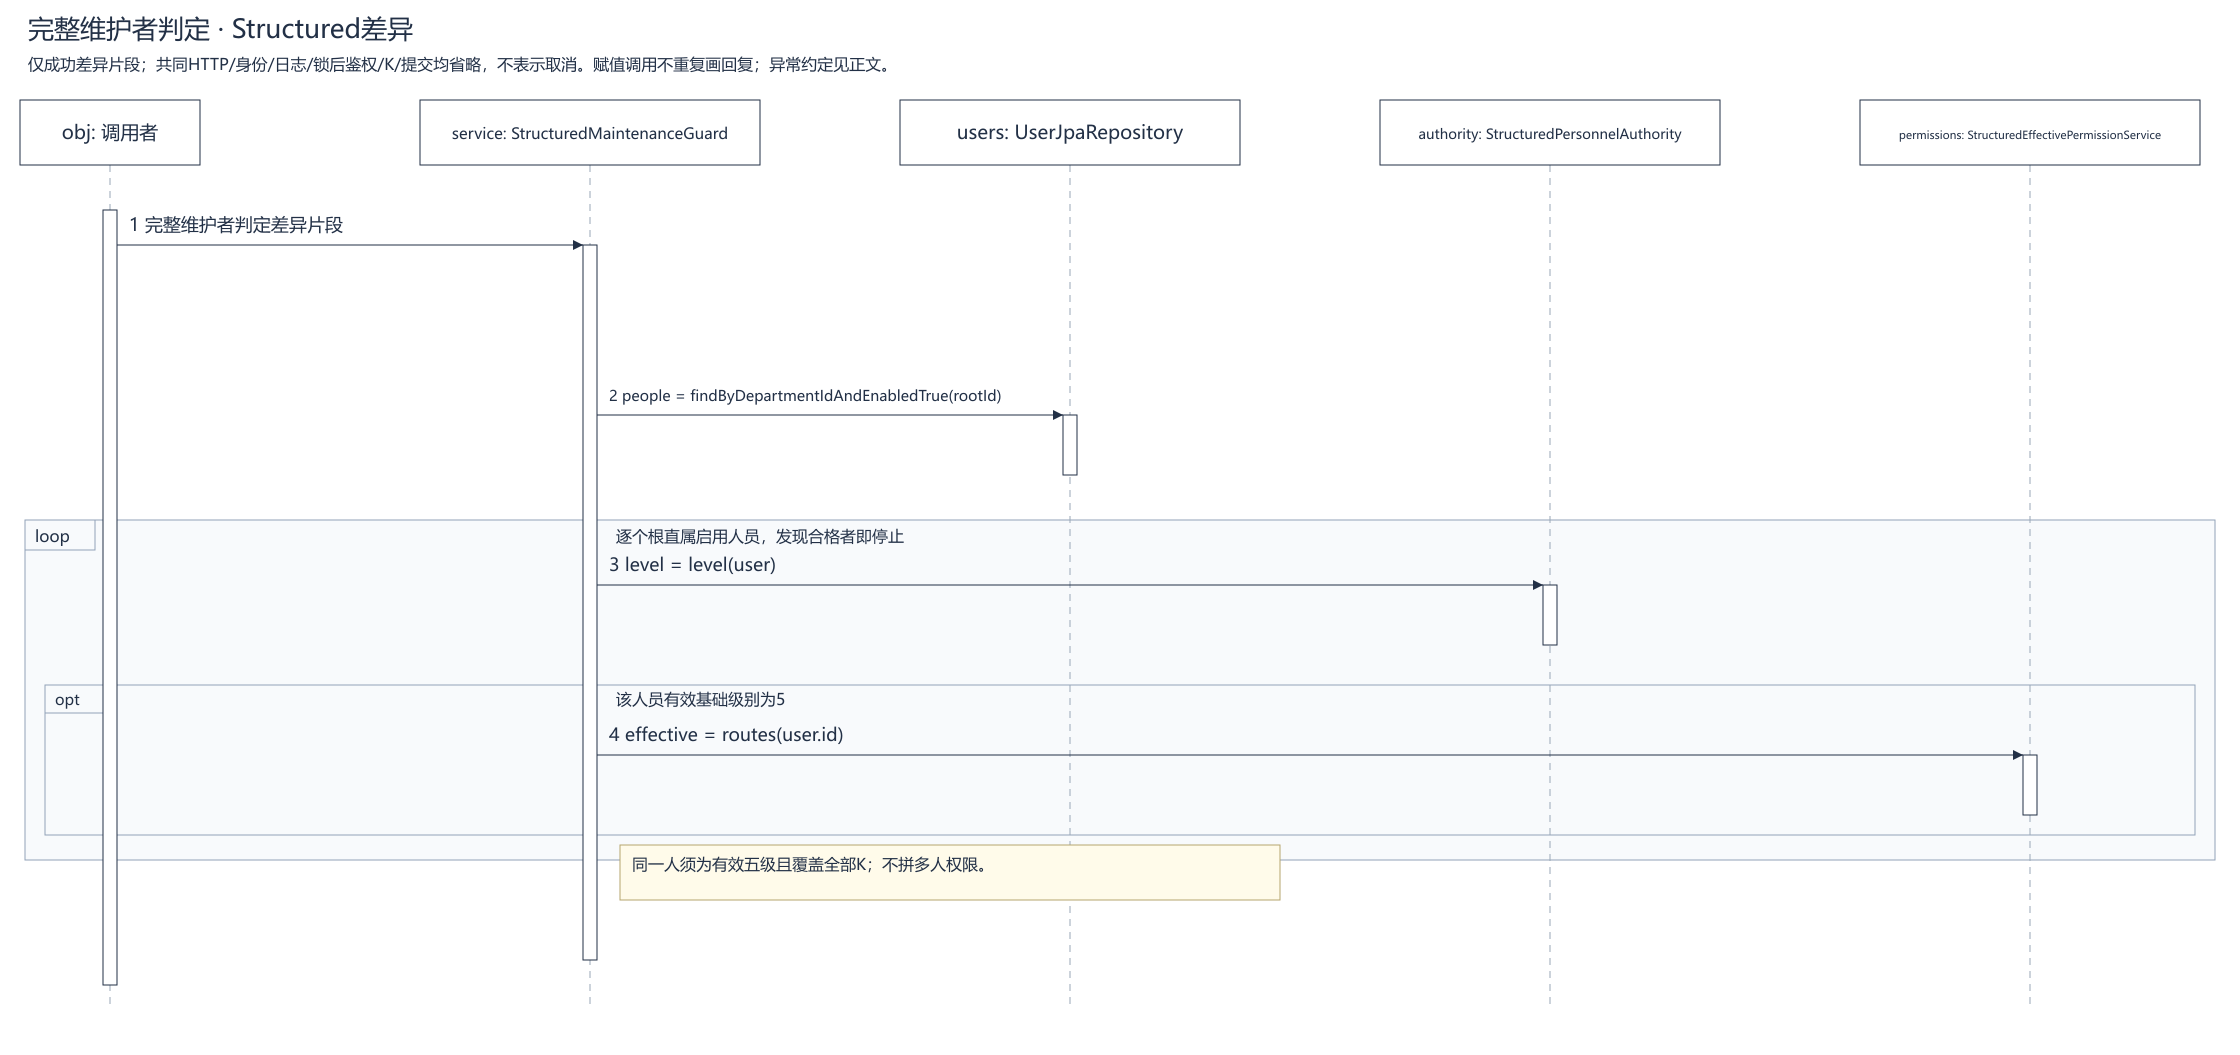 完整维护者判定 · Structured差异
仅成功差异片段；共同HTTP/身份/日志/锁后鉴权/K/提交均省略，不表示取消。赋值调用不重复画回复；异常约定见正文。
obj: 调用者
service: StructuredMaintenanceGuard
users: UserJpaRepository
authority: StructuredPersonnelAuthority
permissions: StructuredEffectivePermissionService
1 完整维护者判定差异片段
2 people = findByDepartmentIdAndEnabledTrue(rootId)
loop
逐个根直属启用人员，发现合格者即停止
3 level = level(user)
opt
该人员有效基础级别为5
4 effective = routes(user.id)
同一人须为有效五级且覆盖全部K；不拼多人权限。